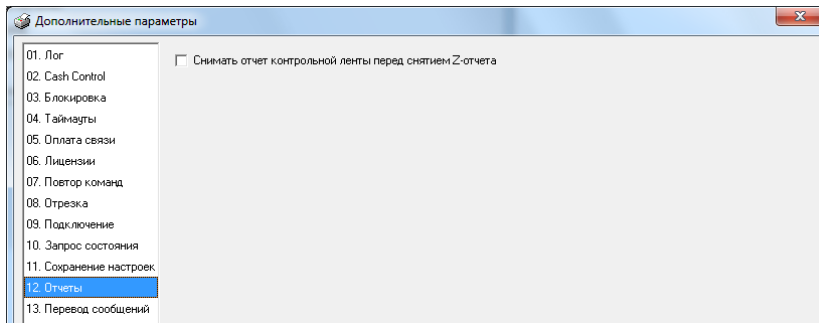 Дополнительные параметры
01. Лог
02. Cash Control
03. Блокировка
04. Таймауты
05. Оплата связи
06. Лицензии
07. Повтор команд
08. Отрезка
09. Подключение
10. Запрос состояния
11. Сохранение настроек
12. Отчеты
13. Перевод сообщений
Снимать отчет контрольной ленты перед снятием Z-отчета